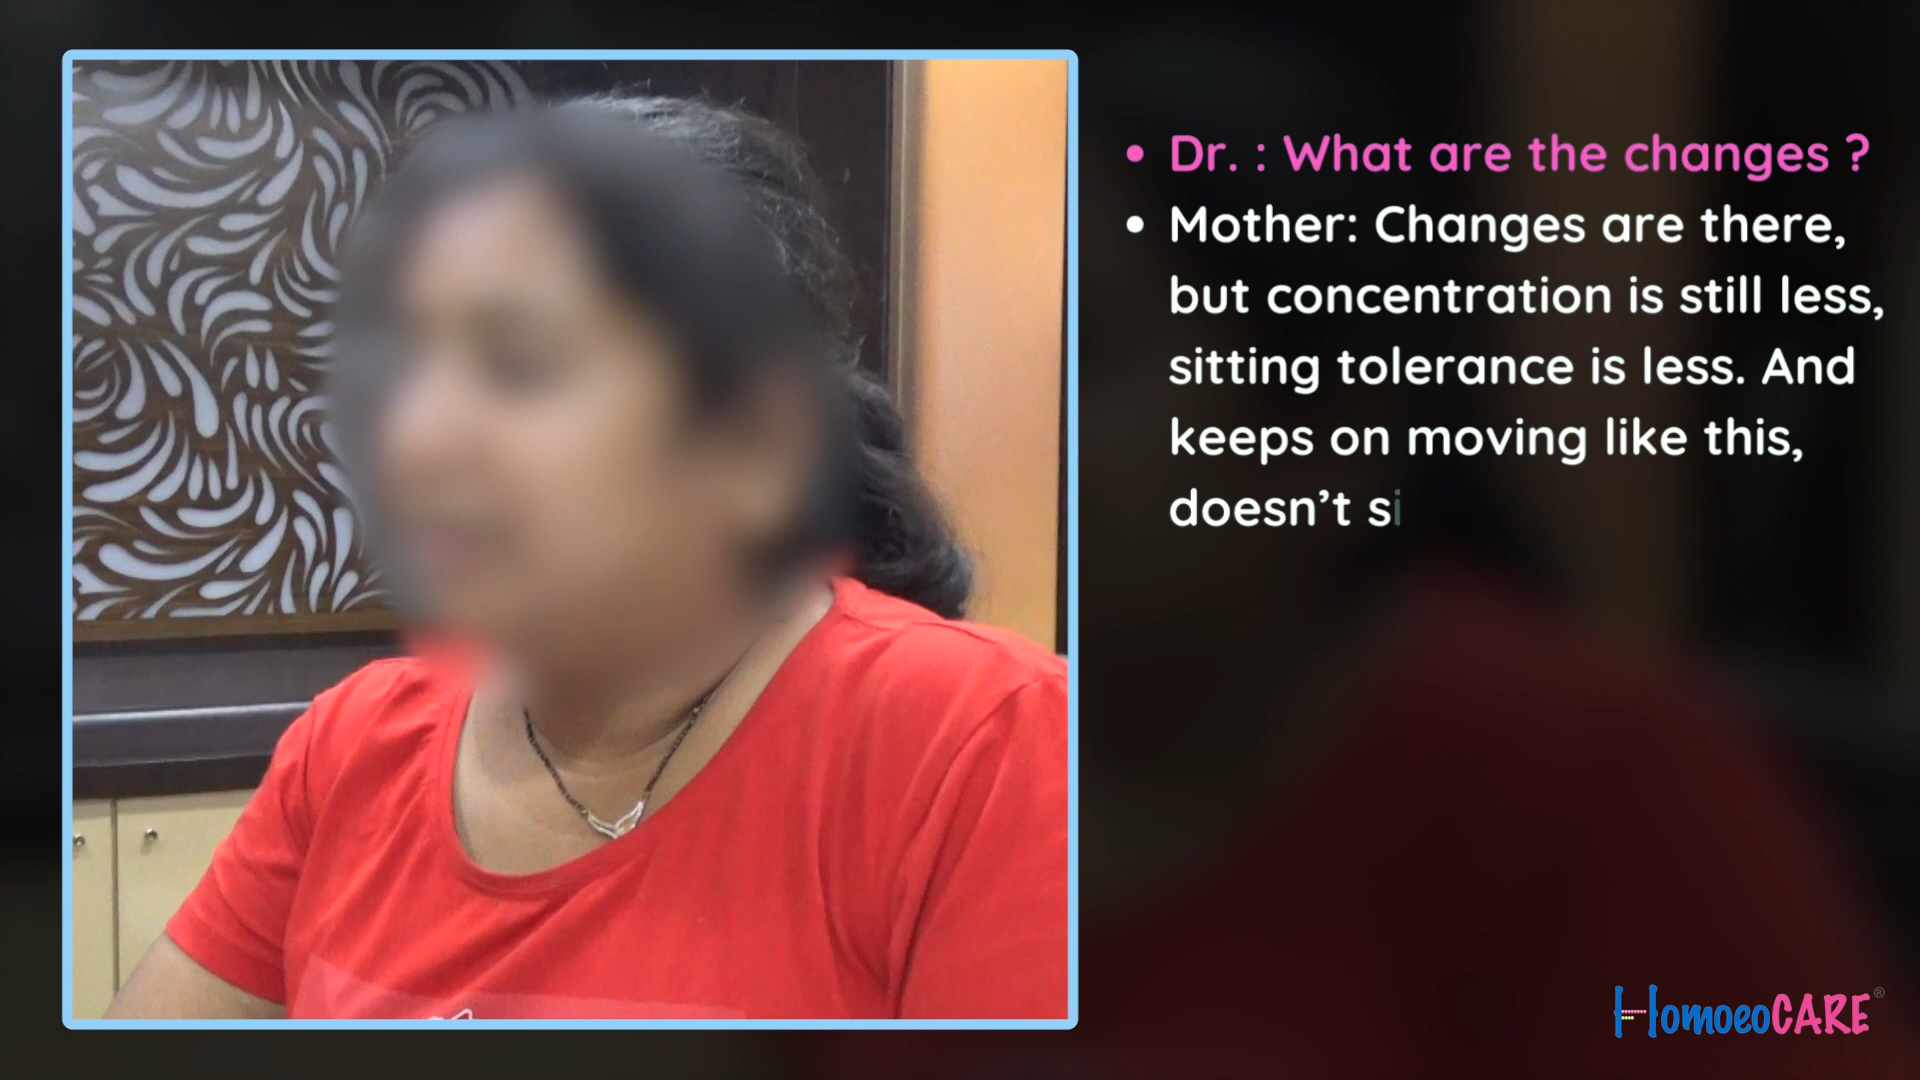 • Dr. : What are the changes ?
• Mother: Changes are there,
but concentration is still less,
sitting tolerance is less. And
keeps on moving like this,
doesn’t si
HomoeoCARE®